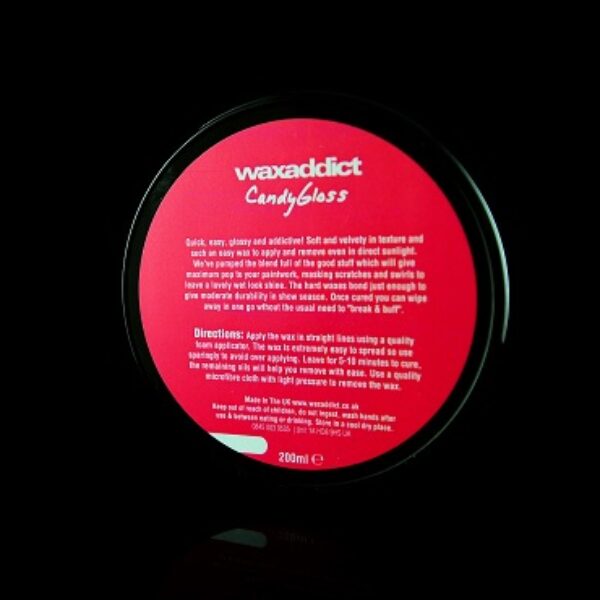 waxaddict
CandyGloss
Quick, easy, glossy and addictive! Soft and velvety in texture and
such an easy wax to apply and remove even in direct sunlight.
We've pumped the blend full of the good stuff which will give
maximum pop to your paintwork, masking scratches and swirls to
leave a lovely wet look shine. The hard waxes bond just enough to
give moderate durability in show season. Once cured you can wipe
away in one go without the usual need to "break & buff".
Directions: Apply the wax in straight lines using a quality
foam applicator. The wax is extremely easy to spread so use
sparingly to avoid over applying. Leave for 5-10 minutes to cure,
the remaining oils will help you remove with ease. Use a quality
microfibre cloth with light pressure to remove the wax.
Made in The UK www.waxaddict.co.uk
Keep out of reach of children, do not ingest, wash hands after
use & between eating or drinking. Store in a cool dry place.
200ml ℮